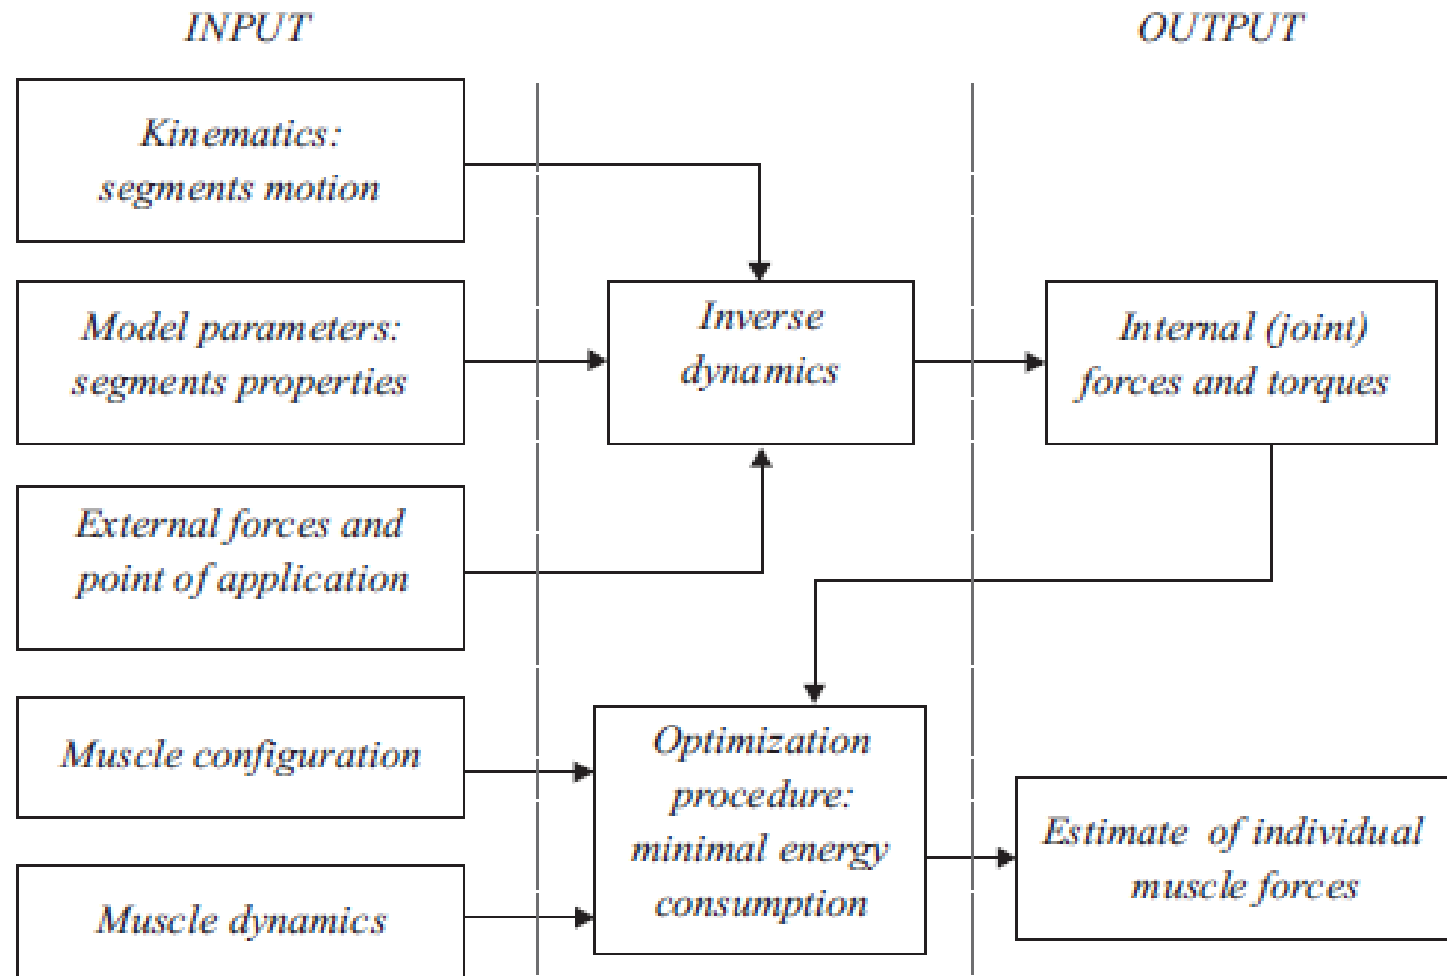 INPUT
OUTPUT
Kinematics:
segments motion
Model parameters:
segments properties
Inverse
dynamics
Internal (joint)
forces and torques
External forces and
point of application
Muscle configuration
Optimization
procedure:
minimal energy
consumption
Estimate of individual
muscle forces
Muscle dynamics